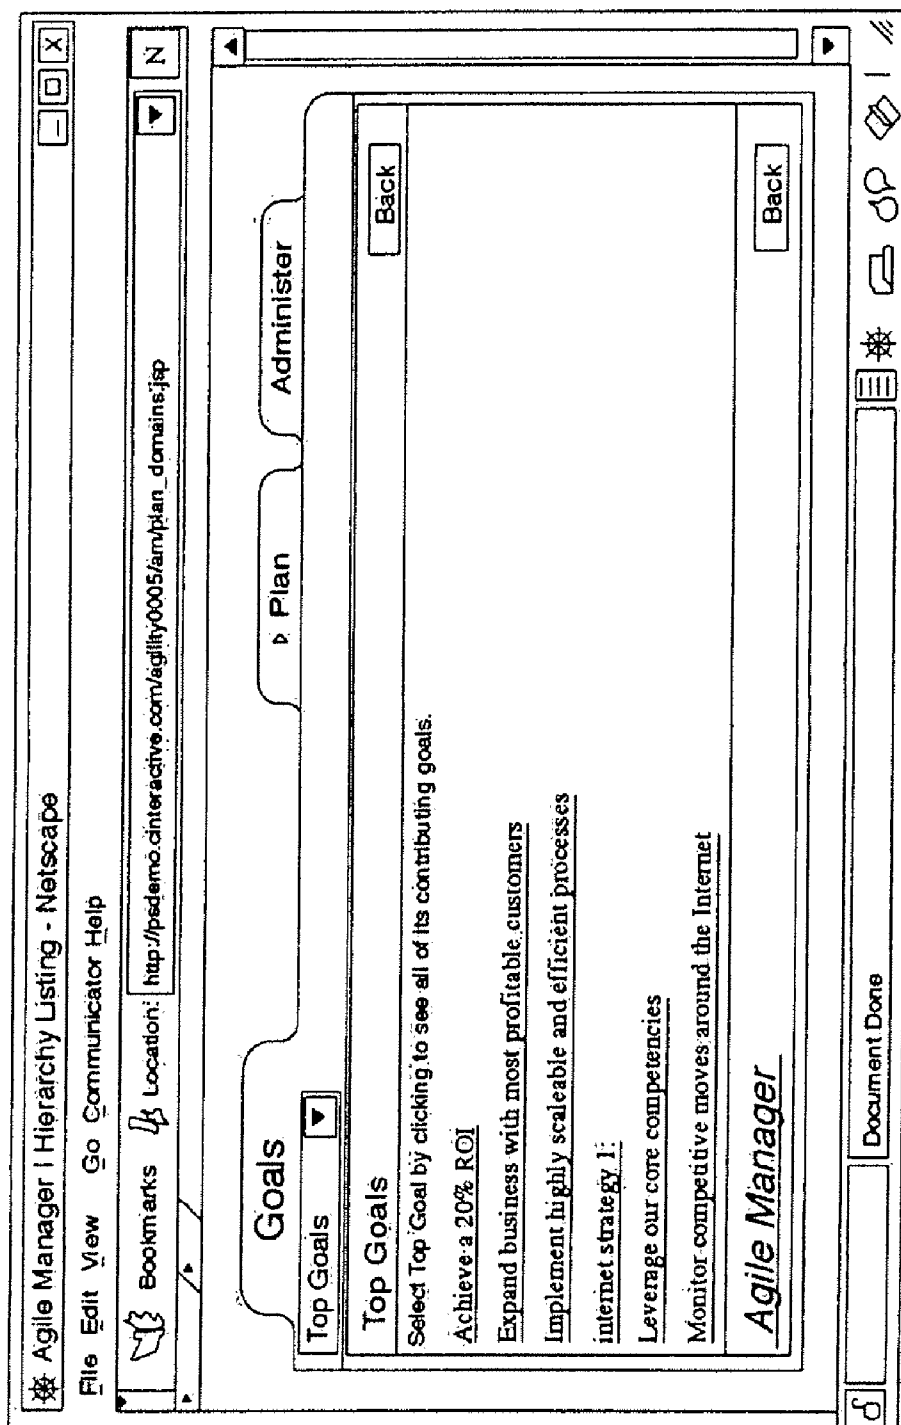 Agile Manager | Hierarchy Listing - Netscape
File Edit View Go Communicator Help
Bookmarks Location: http://psdemo.cinteractive.com/agility0005/am/plan_domains.jsp N
Goals Plan Administer
Top Goals
Top Goals Back
Select Top Goal by clicking to see all of its contributing goals.
Achieve a 20% ROI
Expand business with most profitable customers
Implement highly scaleable and efficient processes
internet strategy 1:
Leverage our core competencies
Monitor competitive moves around the Internet
Agile Manager Back
Document Done